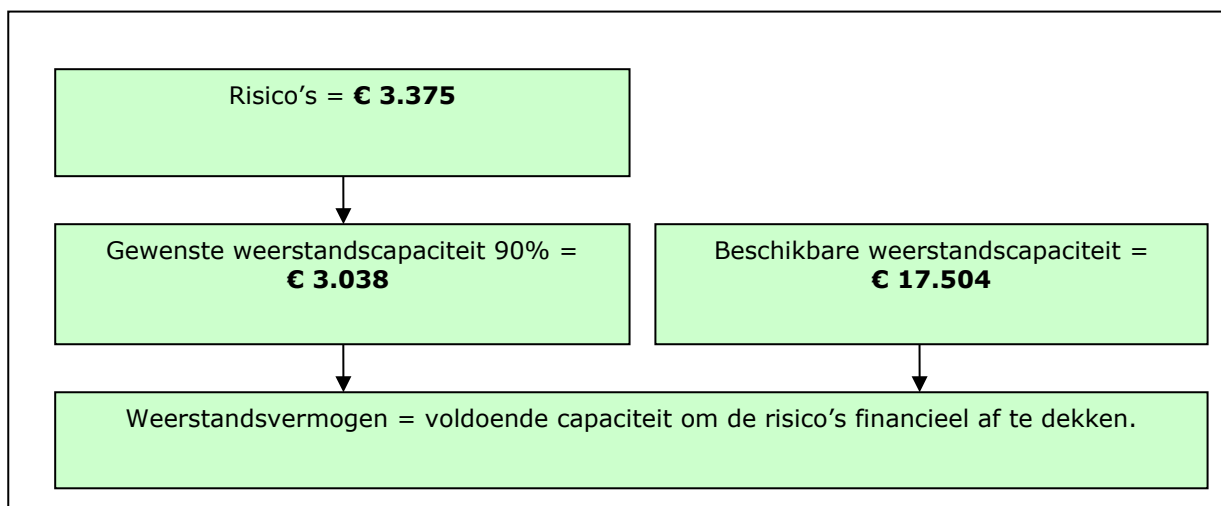 Risico’s = € 3.375
Gewenste weerstandscapaciteit 90% =
€ 3.038
Beschikbare weerstandscapaciteit =
€ 17.504
Weerstandsvermogen = voldoende capaciteit om de risico’s financieel af te dekken.